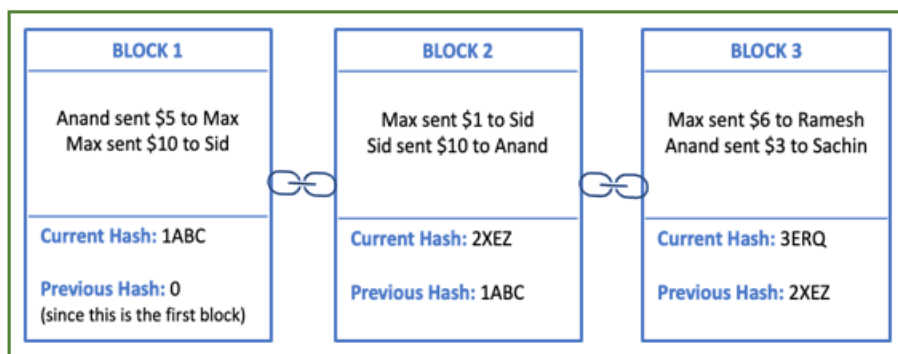 BLOCK 1
Anand sent $5 to Max
Max sent $10 to Sid
Current Hash: 1ABC
Previous Hash: 0
(since this is the first block)
BLOCK 2
Max sent $1 to Sid
Sid sent $10 to Anand
Current Hash: 2XEZ
Previous Hash: 1ABC
BLOCK 3
Max sent $6 to Ramesh
Anand sent $3 to Sachin
Current Hash: 3ERQ
Previous Hash: 2XEZ